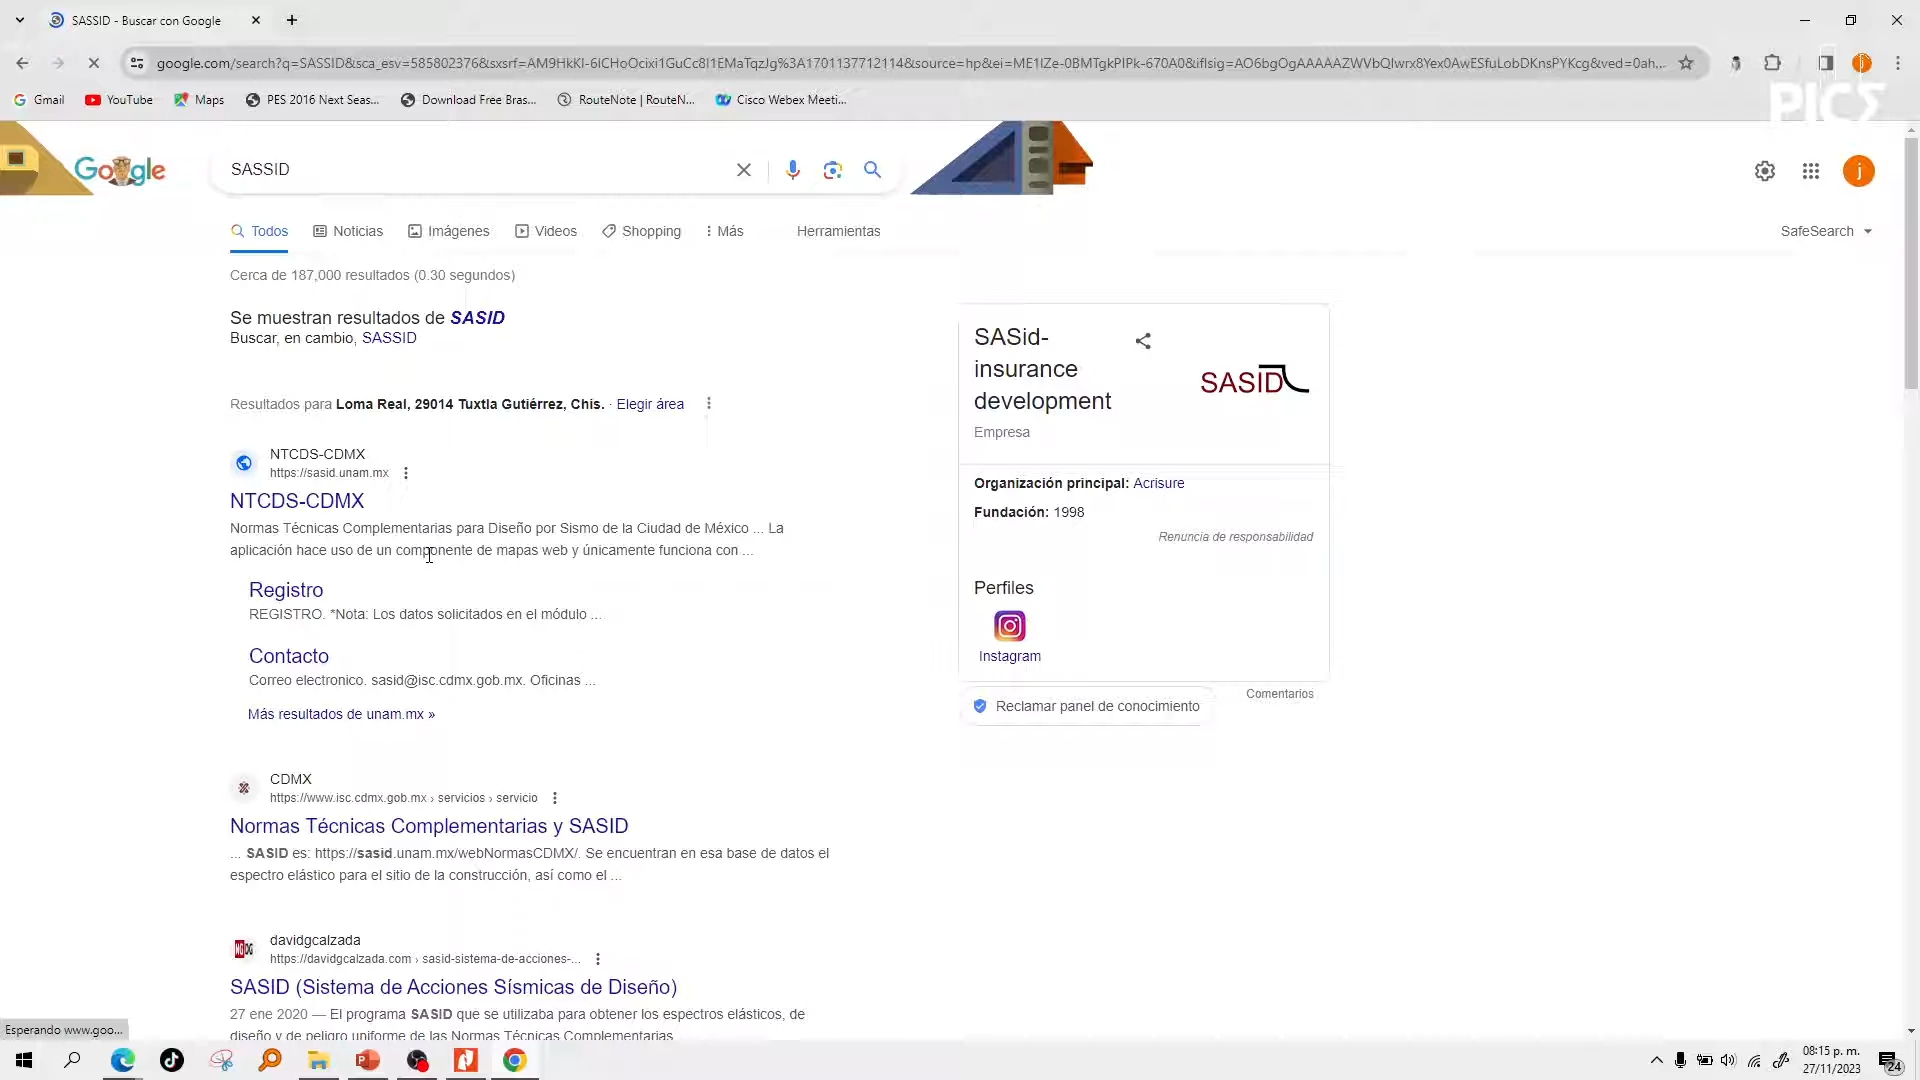 SASSID - Buscar con Google
google.com/search?q=SASSID&sca_esv=585802376&sxsrf=AM9HkKl-6ICHoOcixi1GuCc8I1EMaTqzJg%3A1701137712114&source=hp&ei=ME1lZe-0BMTgkPIPk-670A0&iflsig=AO6bgOgAAAAAZWVbQIwrx8Yex0AwESfuLobDKnsPYKcg&ved=0ah...
Gmail
YouTube
Maps
PES 2016 Next Seas...
Download Free Bras...
RouteNote | RouteN...
Cisco Webex Meeti...
Google
SASSID
j
Todos
Noticias
Imágenes
Videos
Shopping
Más
Herramientas
SafeSearch
Cerca de 187,000 resultados (0.30 segundos)
Se muestran resultados de SASID
Buscar, en cambio, SASSID
Resultados para Loma Real, 29014 Tuxtla Gutiérrez, Chis. · Elegir área
NTCDS-CDMX
https://sasid.unam.mx
NTCDS-CDMX
Normas Técnicas Complementarias para Diseño por Sismo de la Ciudad de México ... La
aplicación hace uso de un componente de mapas web y únicamente funciona con ...
Registro
REGISTRO. *Nota: Los datos solicitados en el módulo ...
Contacto
Correo electronico. sasid@isc.cdmx.gob.mx. Oficinas ...
Más resultados de unam.mx »
CDMX
https://www.isc.cdmx.gob.mx › servicios › servicio
Normas Técnicas Complementarias y SASID
... SASID es: https://sasid.unam.mx/webNormasCDMX/. Se encuentran en esa base de datos el
espectro elástico para el sitio de la construcción, así como el ...
davidgcalzada
https://davidgcalzada.com › sasid-sistema-de-acciones-...
SASID (Sistema de Acciones Sísmicas de Diseño)
27 ene 2020 — El programa SASID que se utilizaba para obtener los espectros elásticos, de
diseño y de peligro uniforme de las Normas Técnicas Complementarias
SASid-
insurance
development
SASID
Empresa
Organización principal: Acrisure
Fundación: 1998
Renuncia de responsabilidad
Perfiles
Instagram
Comentarios
Reclamar panel de conocimiento
Esperando www.goo...
08:15 p. m.
27/11/2023
24